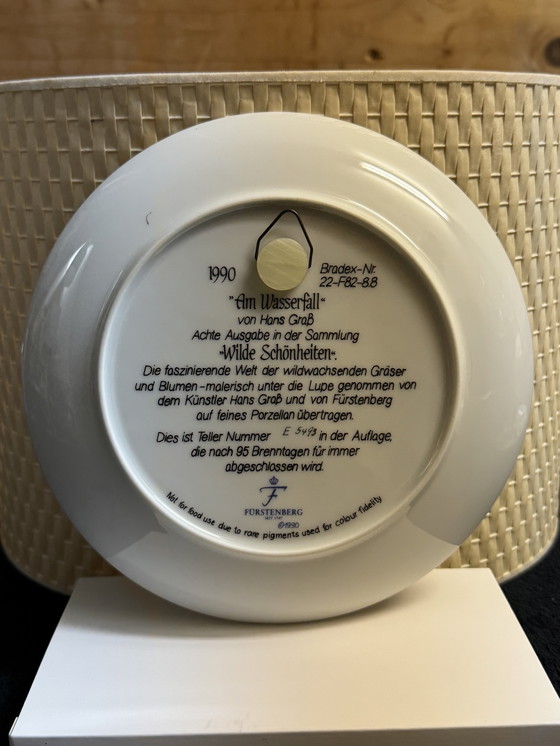 1990
Bradex-Nr.
22-F82-8.8
"Am Wasserfall"
von Hans Graß
Achte Ausgabe in der Sammlung
"Wilde Schönheiten".
Die faszinierende Welt der wildwachsenden Gräser
und Blumen-malerisch unter die Lupe genommen von
dem Künstler Hans Graß und von Fürstenberg
auf feines Porzellan übertragen.
Dies ist Teller Nummer E 5493 in der Auflage,
die nach 95 Brenntagen für immer
abgeschlossen wird.
F
FÜRSTENBERG
SEIT 1747
©1990
Not for food use due to rare pigments used for colour fidelity